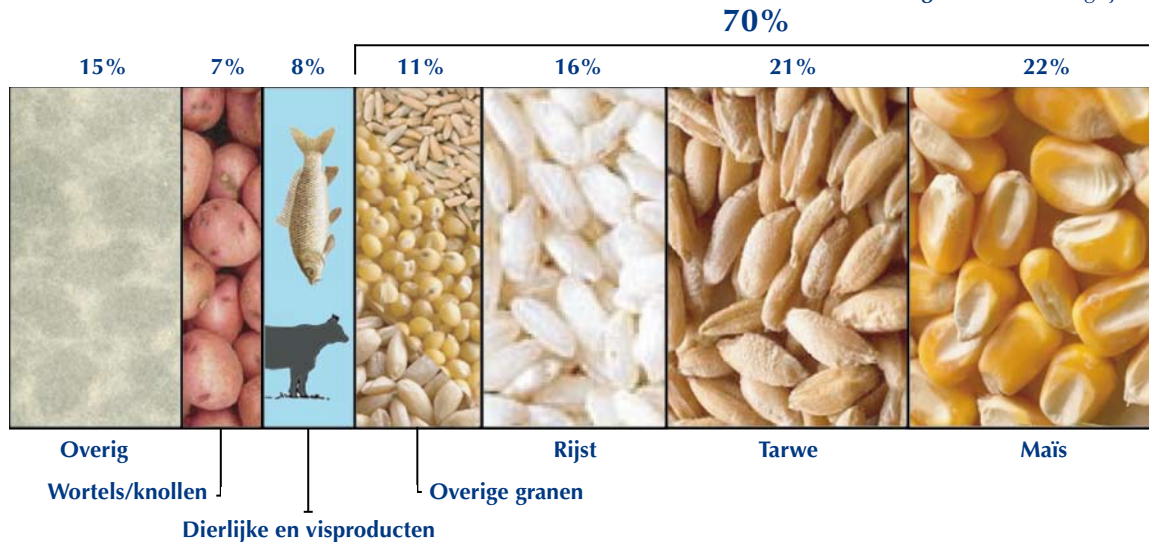 70%
15% 7% 8% 11% 16% 21% 22%
Overig Rijst Tarwe Maïs
Wortels/knollen Overige granen
Dierlijke en visproducten